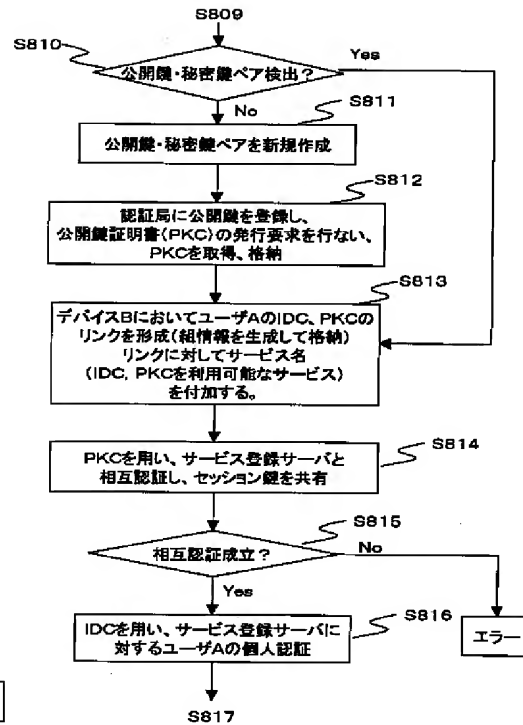 S809
S810
公開鍵・秘密鍵ペア検出?
Yes
No
S811
公開鍵・秘密鍵ペアを新規作成
S812
認証局に公開鍵を登録し、
公開鍵証明書(PKC)の発行要求を行ない、
PKCを取得、格納
S813
デバイスBにおいてユーザAのIDC、PKCの
リンクを形成(組情報を生成して格納)
リンクに対してサービス名
(IDC, PKCを利用可能なサービス)
を付加する。
S814
PKCを用い、サービス登録サーバと
相互認証し、セッション鍵を共有
S815
相互認証成立?
No
Yes
S816
IDCを用い、サービス登録サーバに
対するユーザAの個人認証
エラー
S817